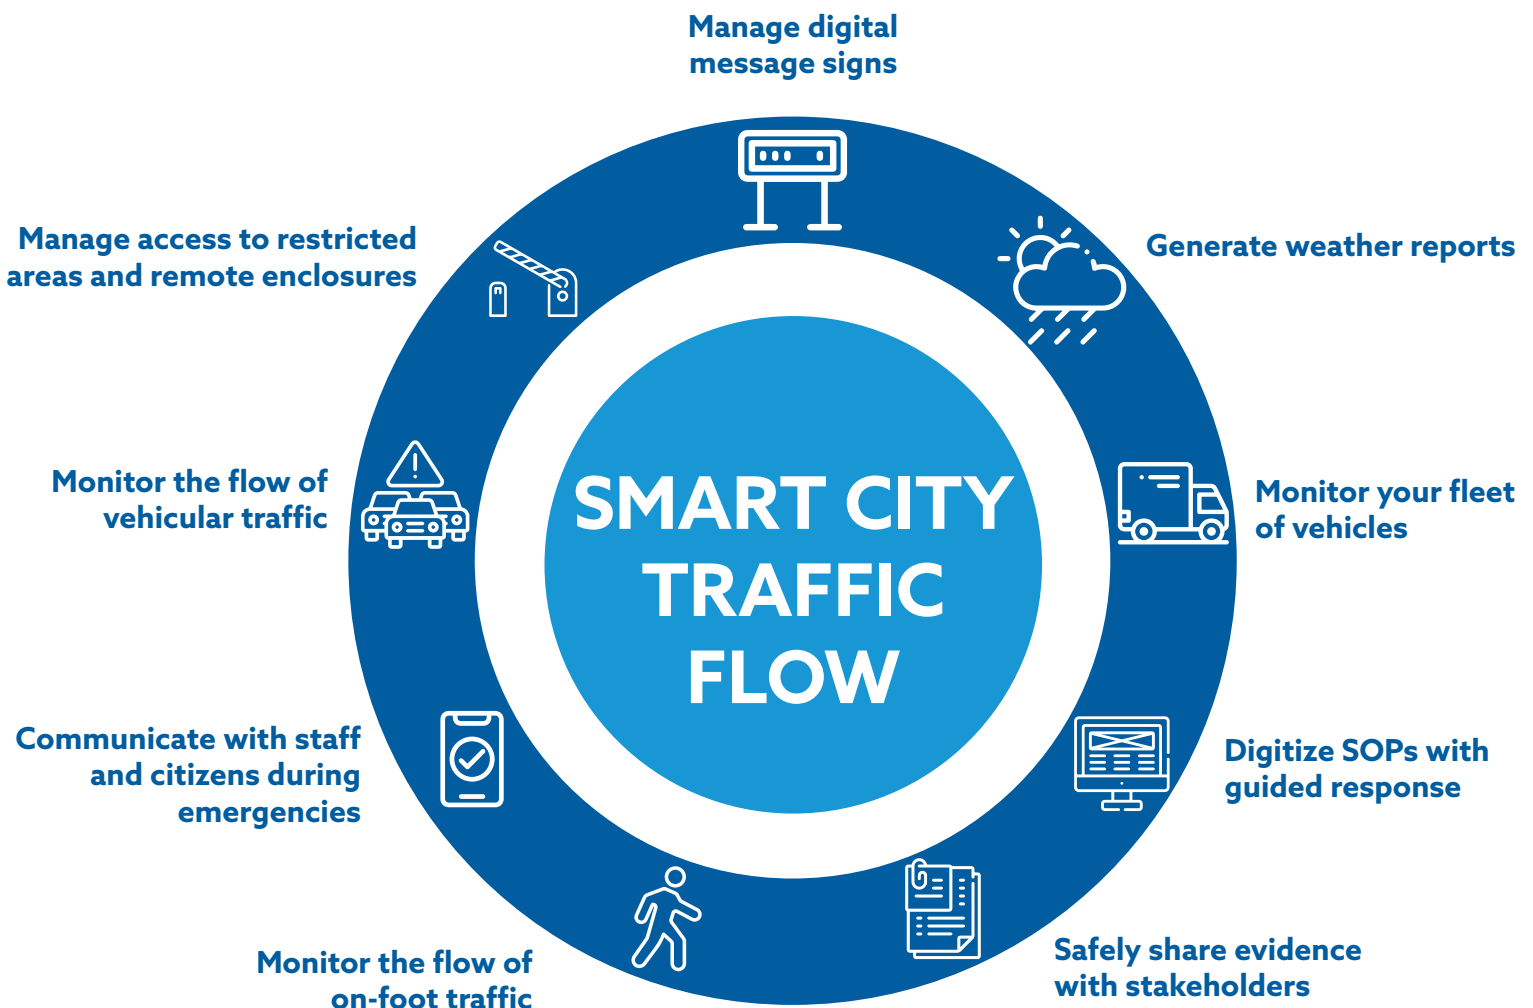 Manage digital
message signs
Generate weather reports
Monitor your fleet
of vehicles
Digitize SOPs with
guided response
Safely share evidence
with stakeholders
Monitor the flow of
on-foot traffic
Communicate with staff
and citizens during
emergencies
Monitor the flow of
vehicular traffic
Manage access to restricted
areas and remote enclosures
SMART CITY
TRAFFIC
FLOW